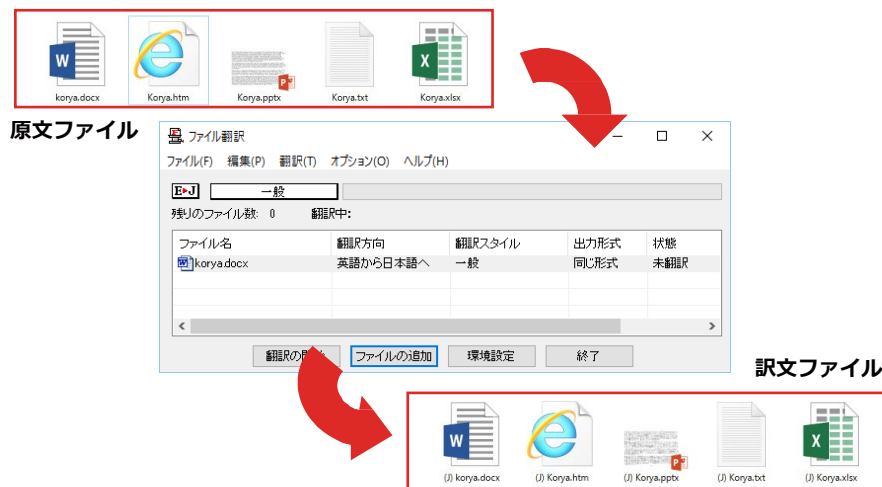 korya.docx Korya.htm Korya.pptx Korya.txt Korya.xlsx
原文ファイル
ファイル翻訳
ファイル(F) 編集(P) 翻訳(T) オプション(O) ヘルプ(H)
E▶J 一般
残りのファイル数: 0 翻訳中:
ファイル名 翻訳方向 翻訳スタイル 出力形式 状態
korya.docx 英語から日本語へ 一般 同じ形式 未翻訳
翻訳の ファイルの追加 環境設定 終了
訳文ファイル
(J) korya.docx (J) Korya.htm (J) Korya.pptx (J) Korya.txt (J) Korya.xlsx